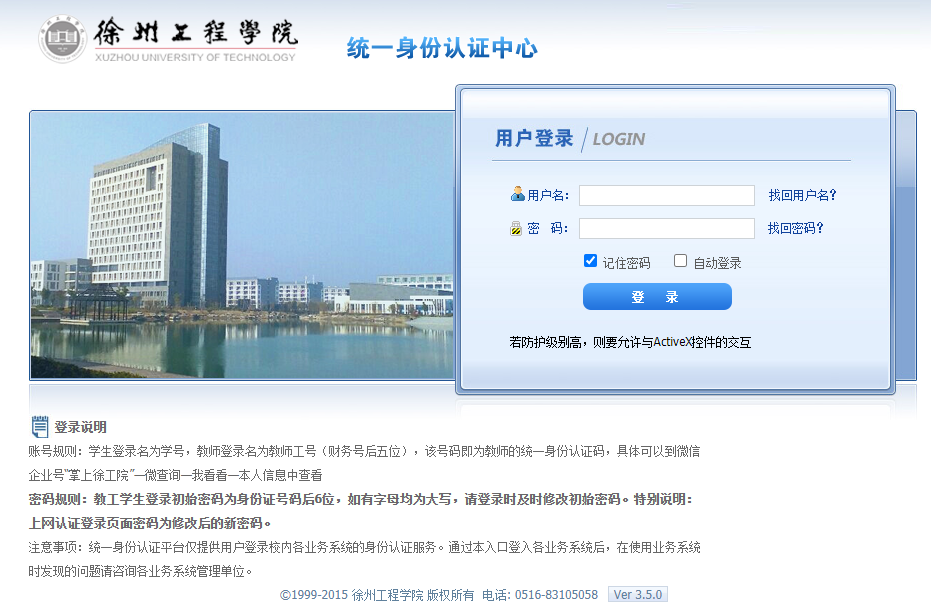 徐州工程学院
XUZHOU UNIVERSITY OF TECHNOLOGY
统一身份认证中心
用户登录 / LOGIN
用户名： 找回用户名？
密 码： 找回密码？
记住密码 自动登录
登 录
若防护级别高，则要允许与ActiveX控件的交互
登录说明
账号规则：学生登录名为学号，教师登录名为教师工号（财务号后五位），该号码即为教师的统一身份认证码，具体可以到微信
企业号“掌上徐工院”—微查询—我看看—本人信息中查看
密码规则：教工学生登录初始密码为身份证号码后6位，如有字母均为大写，请登录时及时修改初始密码。特别说明：
上网认证登录页面密码为修改后的新密码。
注意事项：统一身份认证平台仅提供用户登录校内各业务系统的身份认证服务。通过本入口登入各业务系统后，在使用业务系统
时发现的问题请咨询各业务系统管理单位。
©1999-2015 徐州工程学院 版权所有 电话: 0516-83105058 Ver 3.5.0